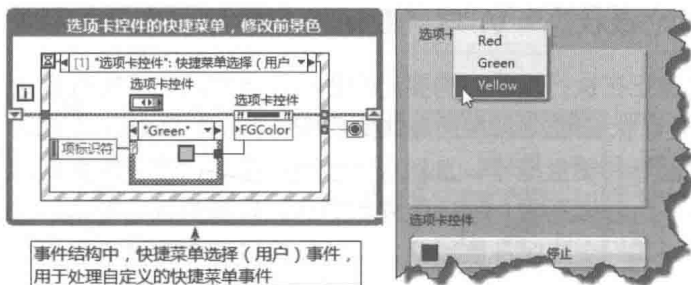 选项卡控件的快捷菜单，修改前景色
[1] "选项卡控件": 快捷菜单选择（用户
选项卡控件
选项卡控件
i
"Green"
FGColor
项标识符
?
事件结构中，快捷菜单选择（用户）事件，
用于处理自定义的快捷菜单事件
选项卡
Red
Green
Yellow
选项卡控件
停止